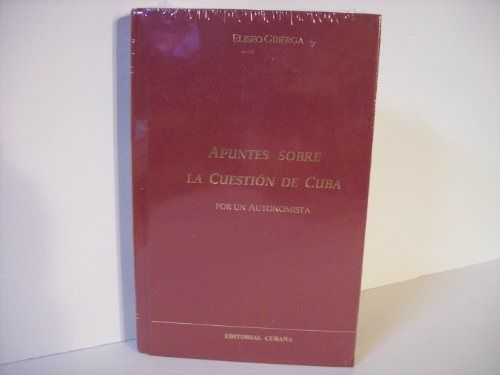 ELISEO GIBERGA
APUNTES SOBRE
LA CUESTIÓN DE CUBA
POR UN AUTONOMISTA
EDITORIAL CUBANA